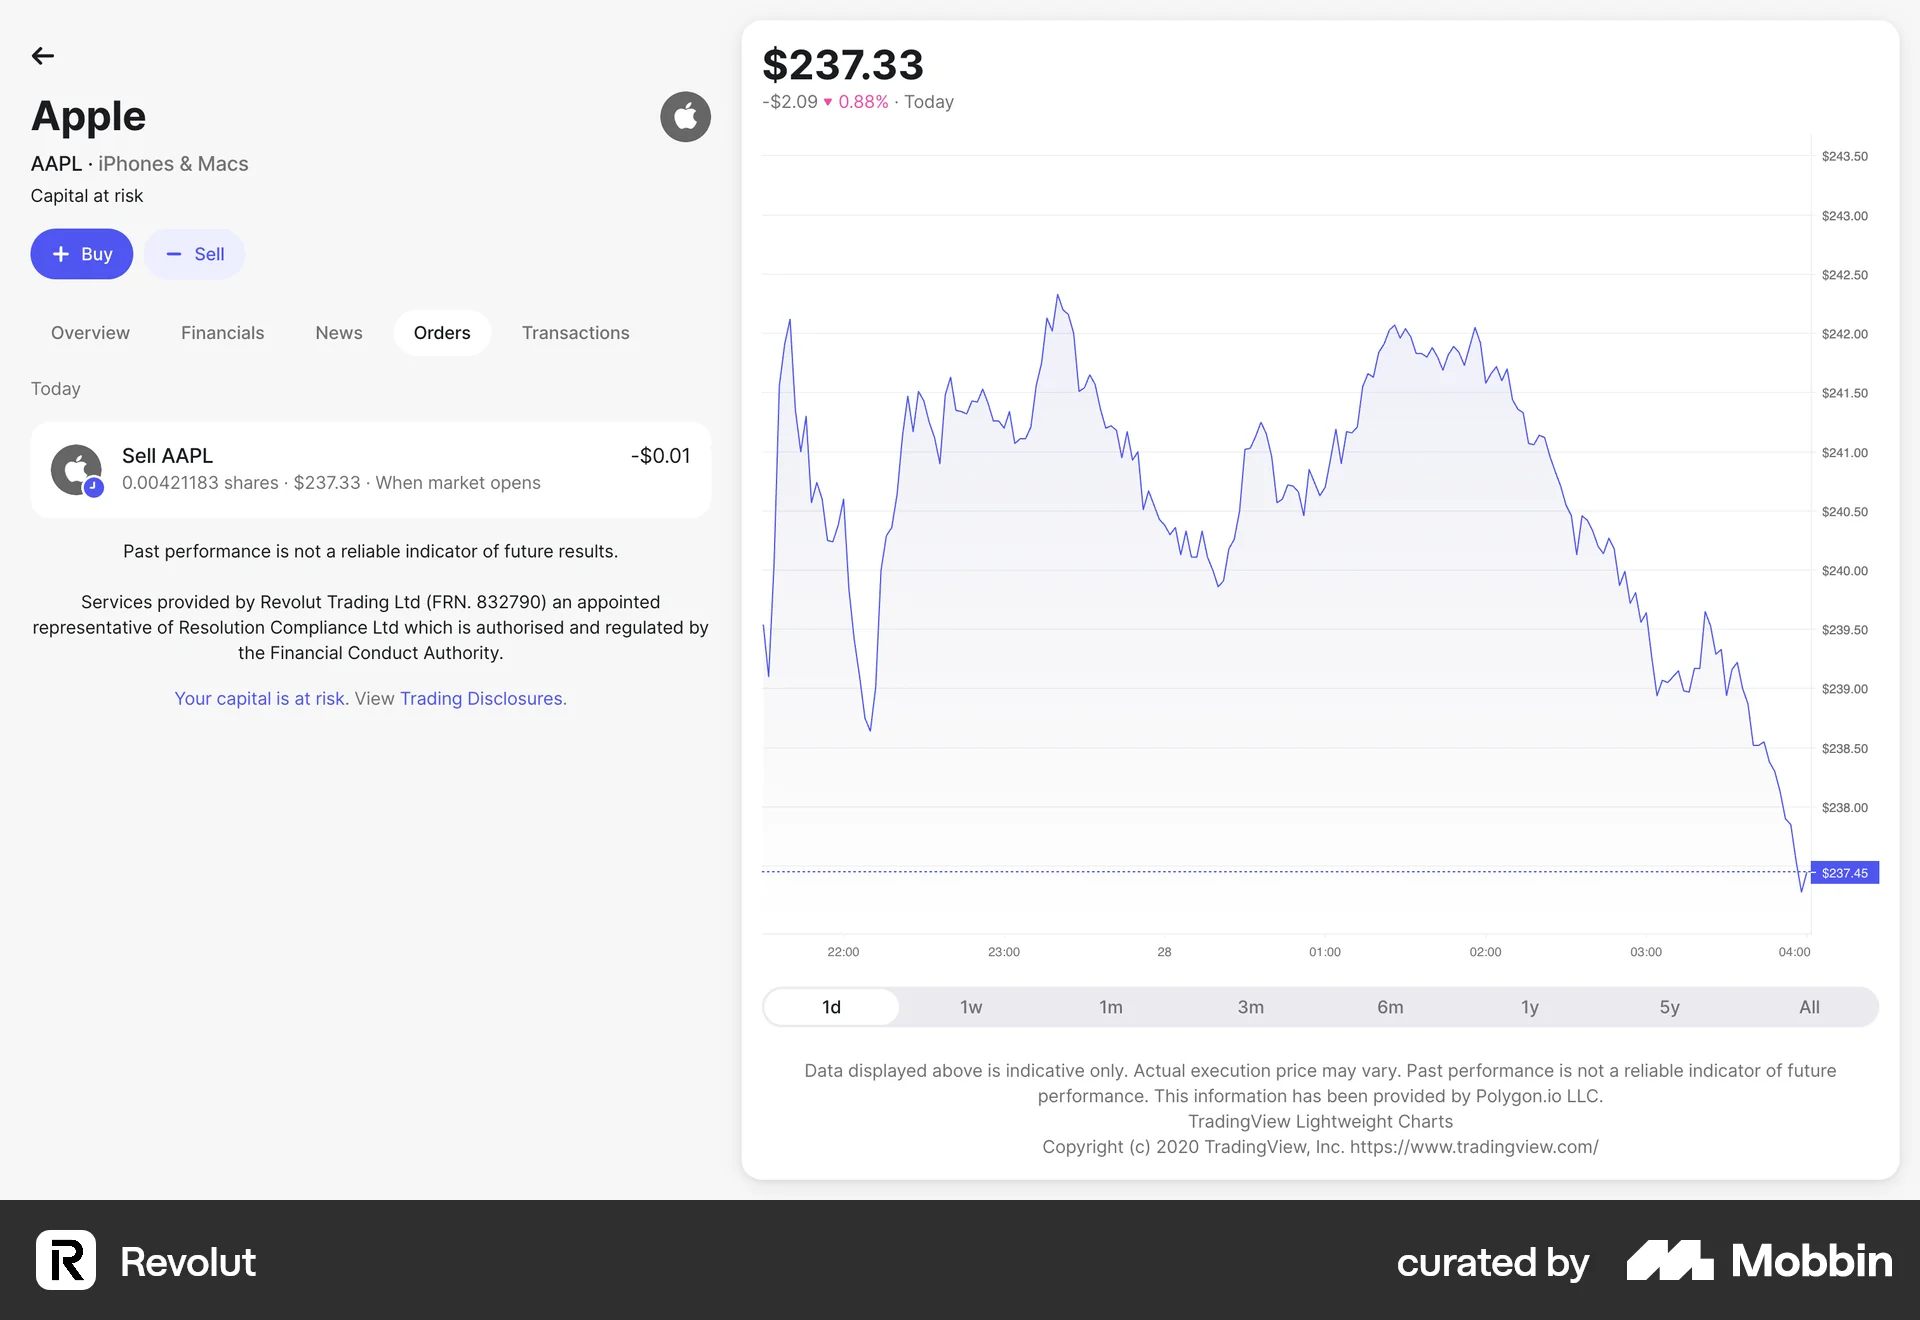 Apple
AAPL · iPhones & Macs
Capital at risk
+ Buy
− Sell
Overview
Financials
News
Orders
Transactions
Today
Sell AAPL
-$0.01
0.00421183 shares · $237.33 · When market opens
Past performance is not a reliable indicator of future results.
Services provided by Revolut Trading Ltd (FRN. 832790) an appointed
representative of Resolution Compliance Ltd which is authorised and regulated by
the Financial Conduct Authority.
Your capital is at risk. View Trading Disclosures.
$237.33
-$2.09 ▼ 0.88% · Today
$243.50
$243.00
$242.50
$242.00
$241.50
$241.00
$240.50
$240.00
$239.50
$239.00
$238.50
$238.00
$237.45
22:00
23:00
28
01:00
02:00
03:00
04:00
1d
1w
1m
3m
6m
1y
5y
All
Data displayed above is indicative only. Actual execution price may vary. Past performance is not a reliable indicator of future
performance. This information has been provided by Polygon.io LLC.
TradingView Lightweight Charts
Copyright (c) 2020 TradingView, Inc. https://www.tradingview.com/
R Revolut
curated by Mobbin